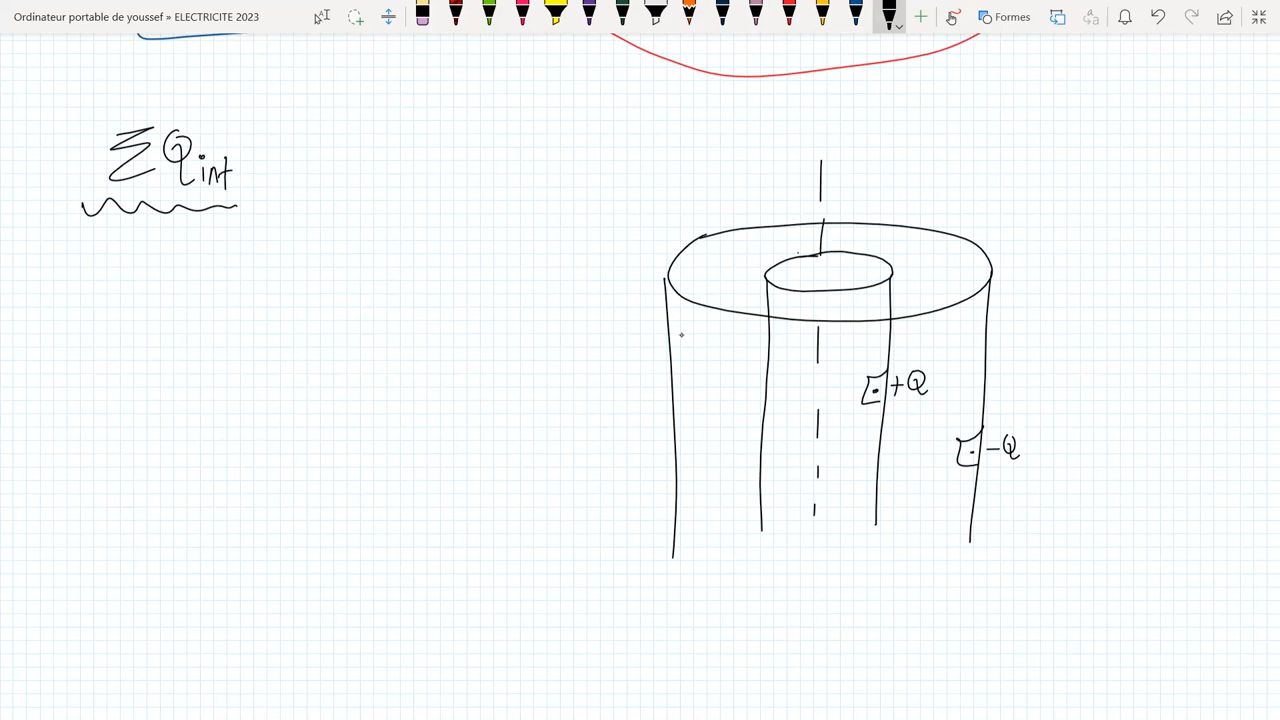 Ordinateur portable de youssef » ELECTRICITE 2023
Formes
ΣQint
+Q
-Q